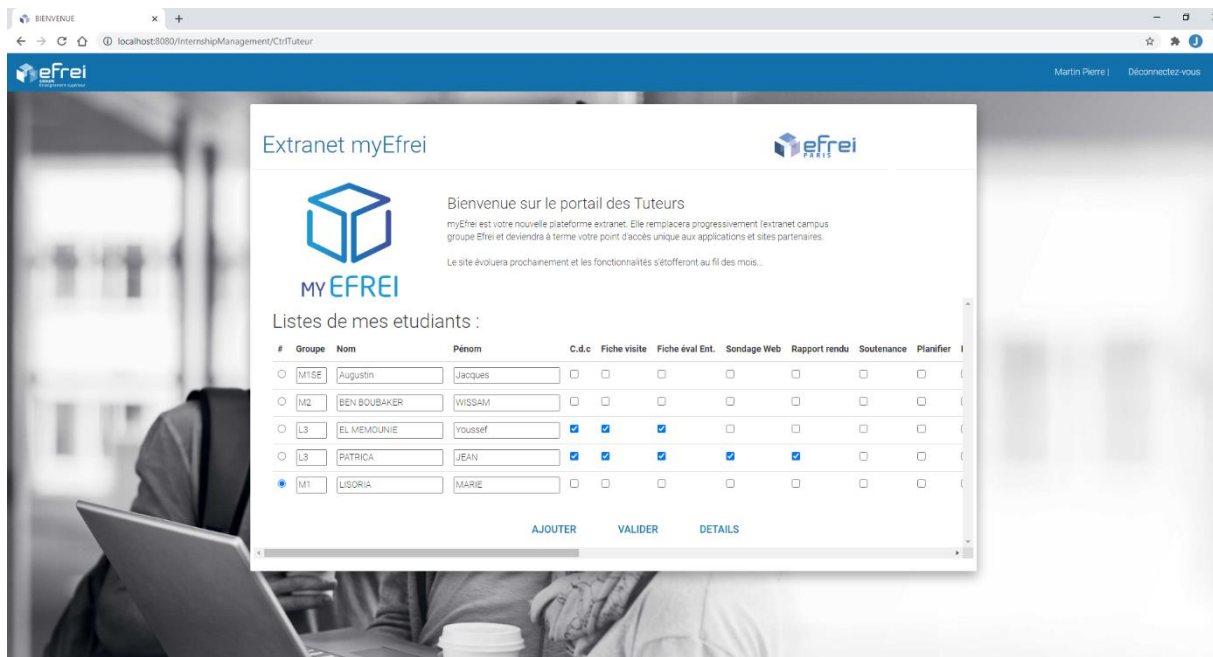 BIENVENUE
localhost:8080/InternshipManagement/CtrlTuteur
J
efrei
Martin Pierre | Déconnectez-vous
Extranet myEfrei
efrei
PARIS
Bienvenue sur le portail des Tuteurs
myEfrei est votre nouvelle plateforme extranet. Elle remplacera progressivement l'extranet campus
groupe Efrei et deviendra à terme votre point d'accès unique aux applications et sites partenaires.
Le site évoluera prochainement et les fonctionnalités s'étofferont au fil des mois...
MY EFREI
Listes de mes etudiants :
# Groupe Nom Pénom C.d.c Fiche visite Fiche éval Ent. Sondage Web Rapport rendu Soutenance Planifier
M1SE Augustin Jacques
M2 BEN BOUBAKER WISSAM
L3 EL MEMOUNIE Youssef
L3 PATRICA JEAN
M1 LISORIA MARIE
AJOUTER VALIDER DETAILS